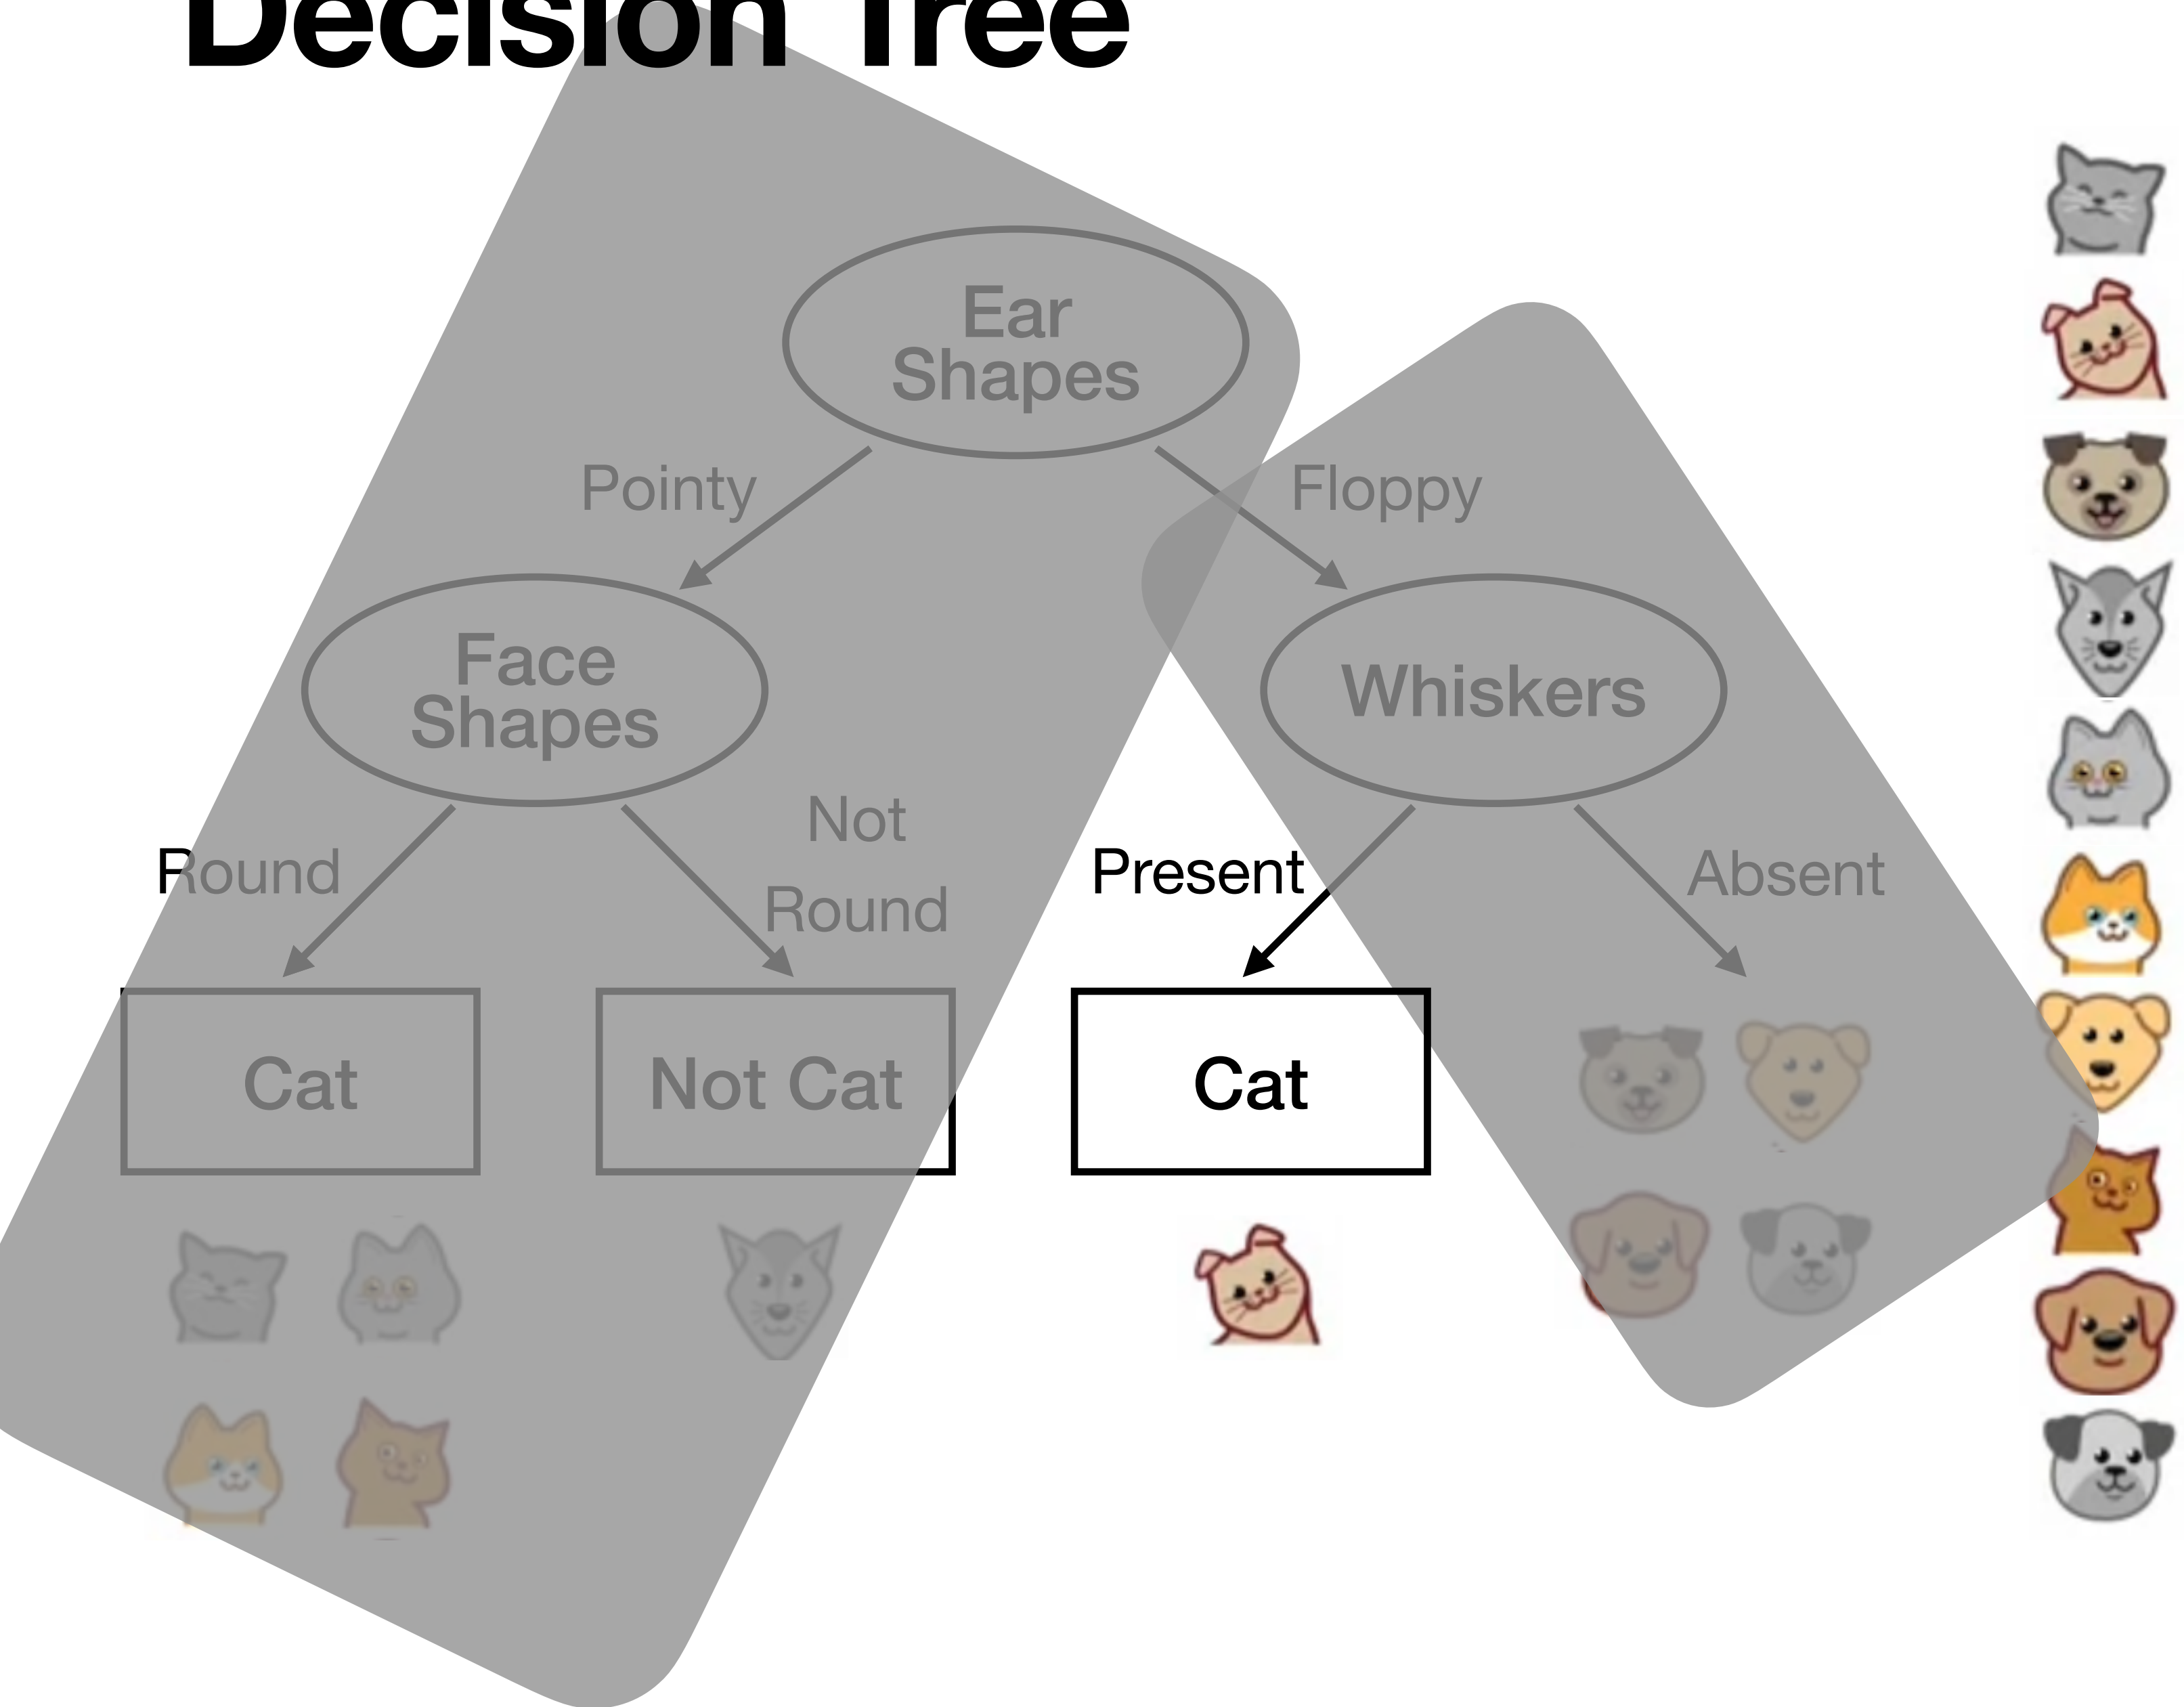 Decision Tree
Ear
Shapes
Pointy
Floppy
Face
Shapes
Whiskers
Round
Not
Round
Present
Absent
Cat
Not Cat
Cat